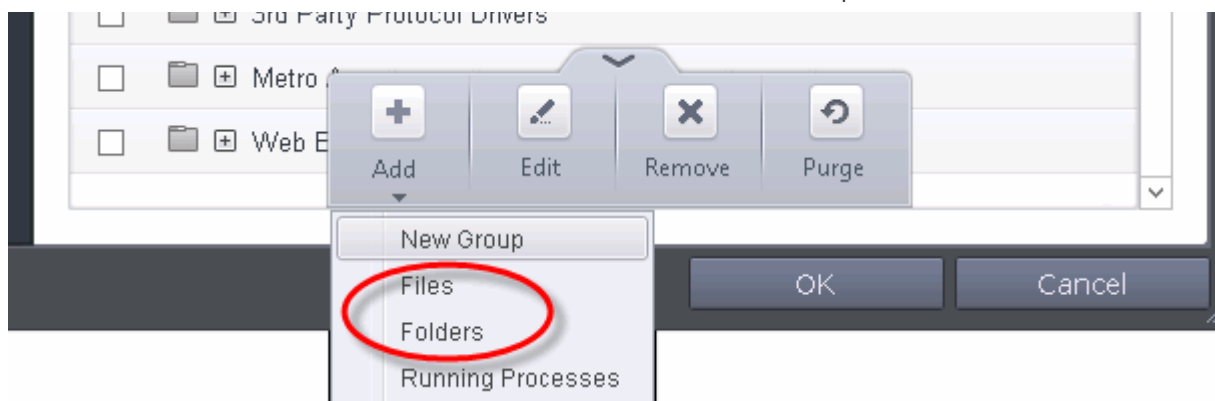 3rd Party Protocol Drivers
Metro
Web E
Add
Edit
Remove
Purge
New Group
Files
Folders
Running Processes
OK
Cancel